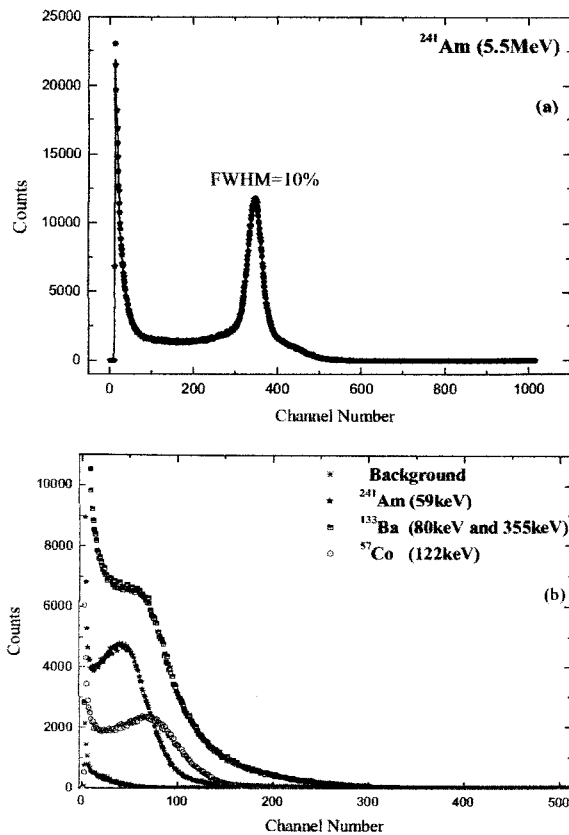 ²⁴¹Am (5.5MeV)
(a)
FWHM=10%
25000
20000
15000
10000
5000
0
Counts
0 200 400 600 800 1000
Channel Number
Background
²⁴¹Am (59keV)
¹³³Ba (80keV and 355keV)
⁵⁷Co (122keV)
(b)
10000
8000
6000
4000
2000
0
Counts
0 100 200 300 400 500
Channel Number